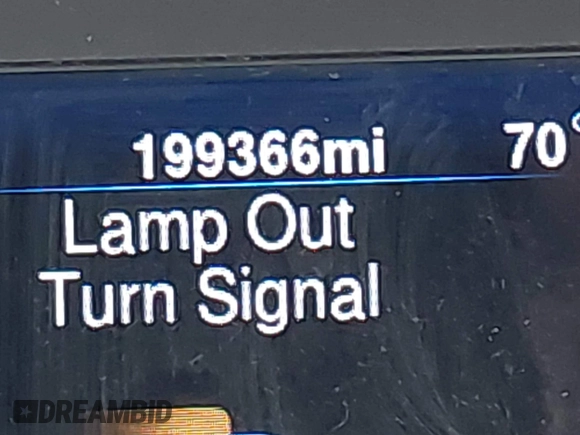 199366mi 70°
Lamp Out
Turn Signal
DREAMBID